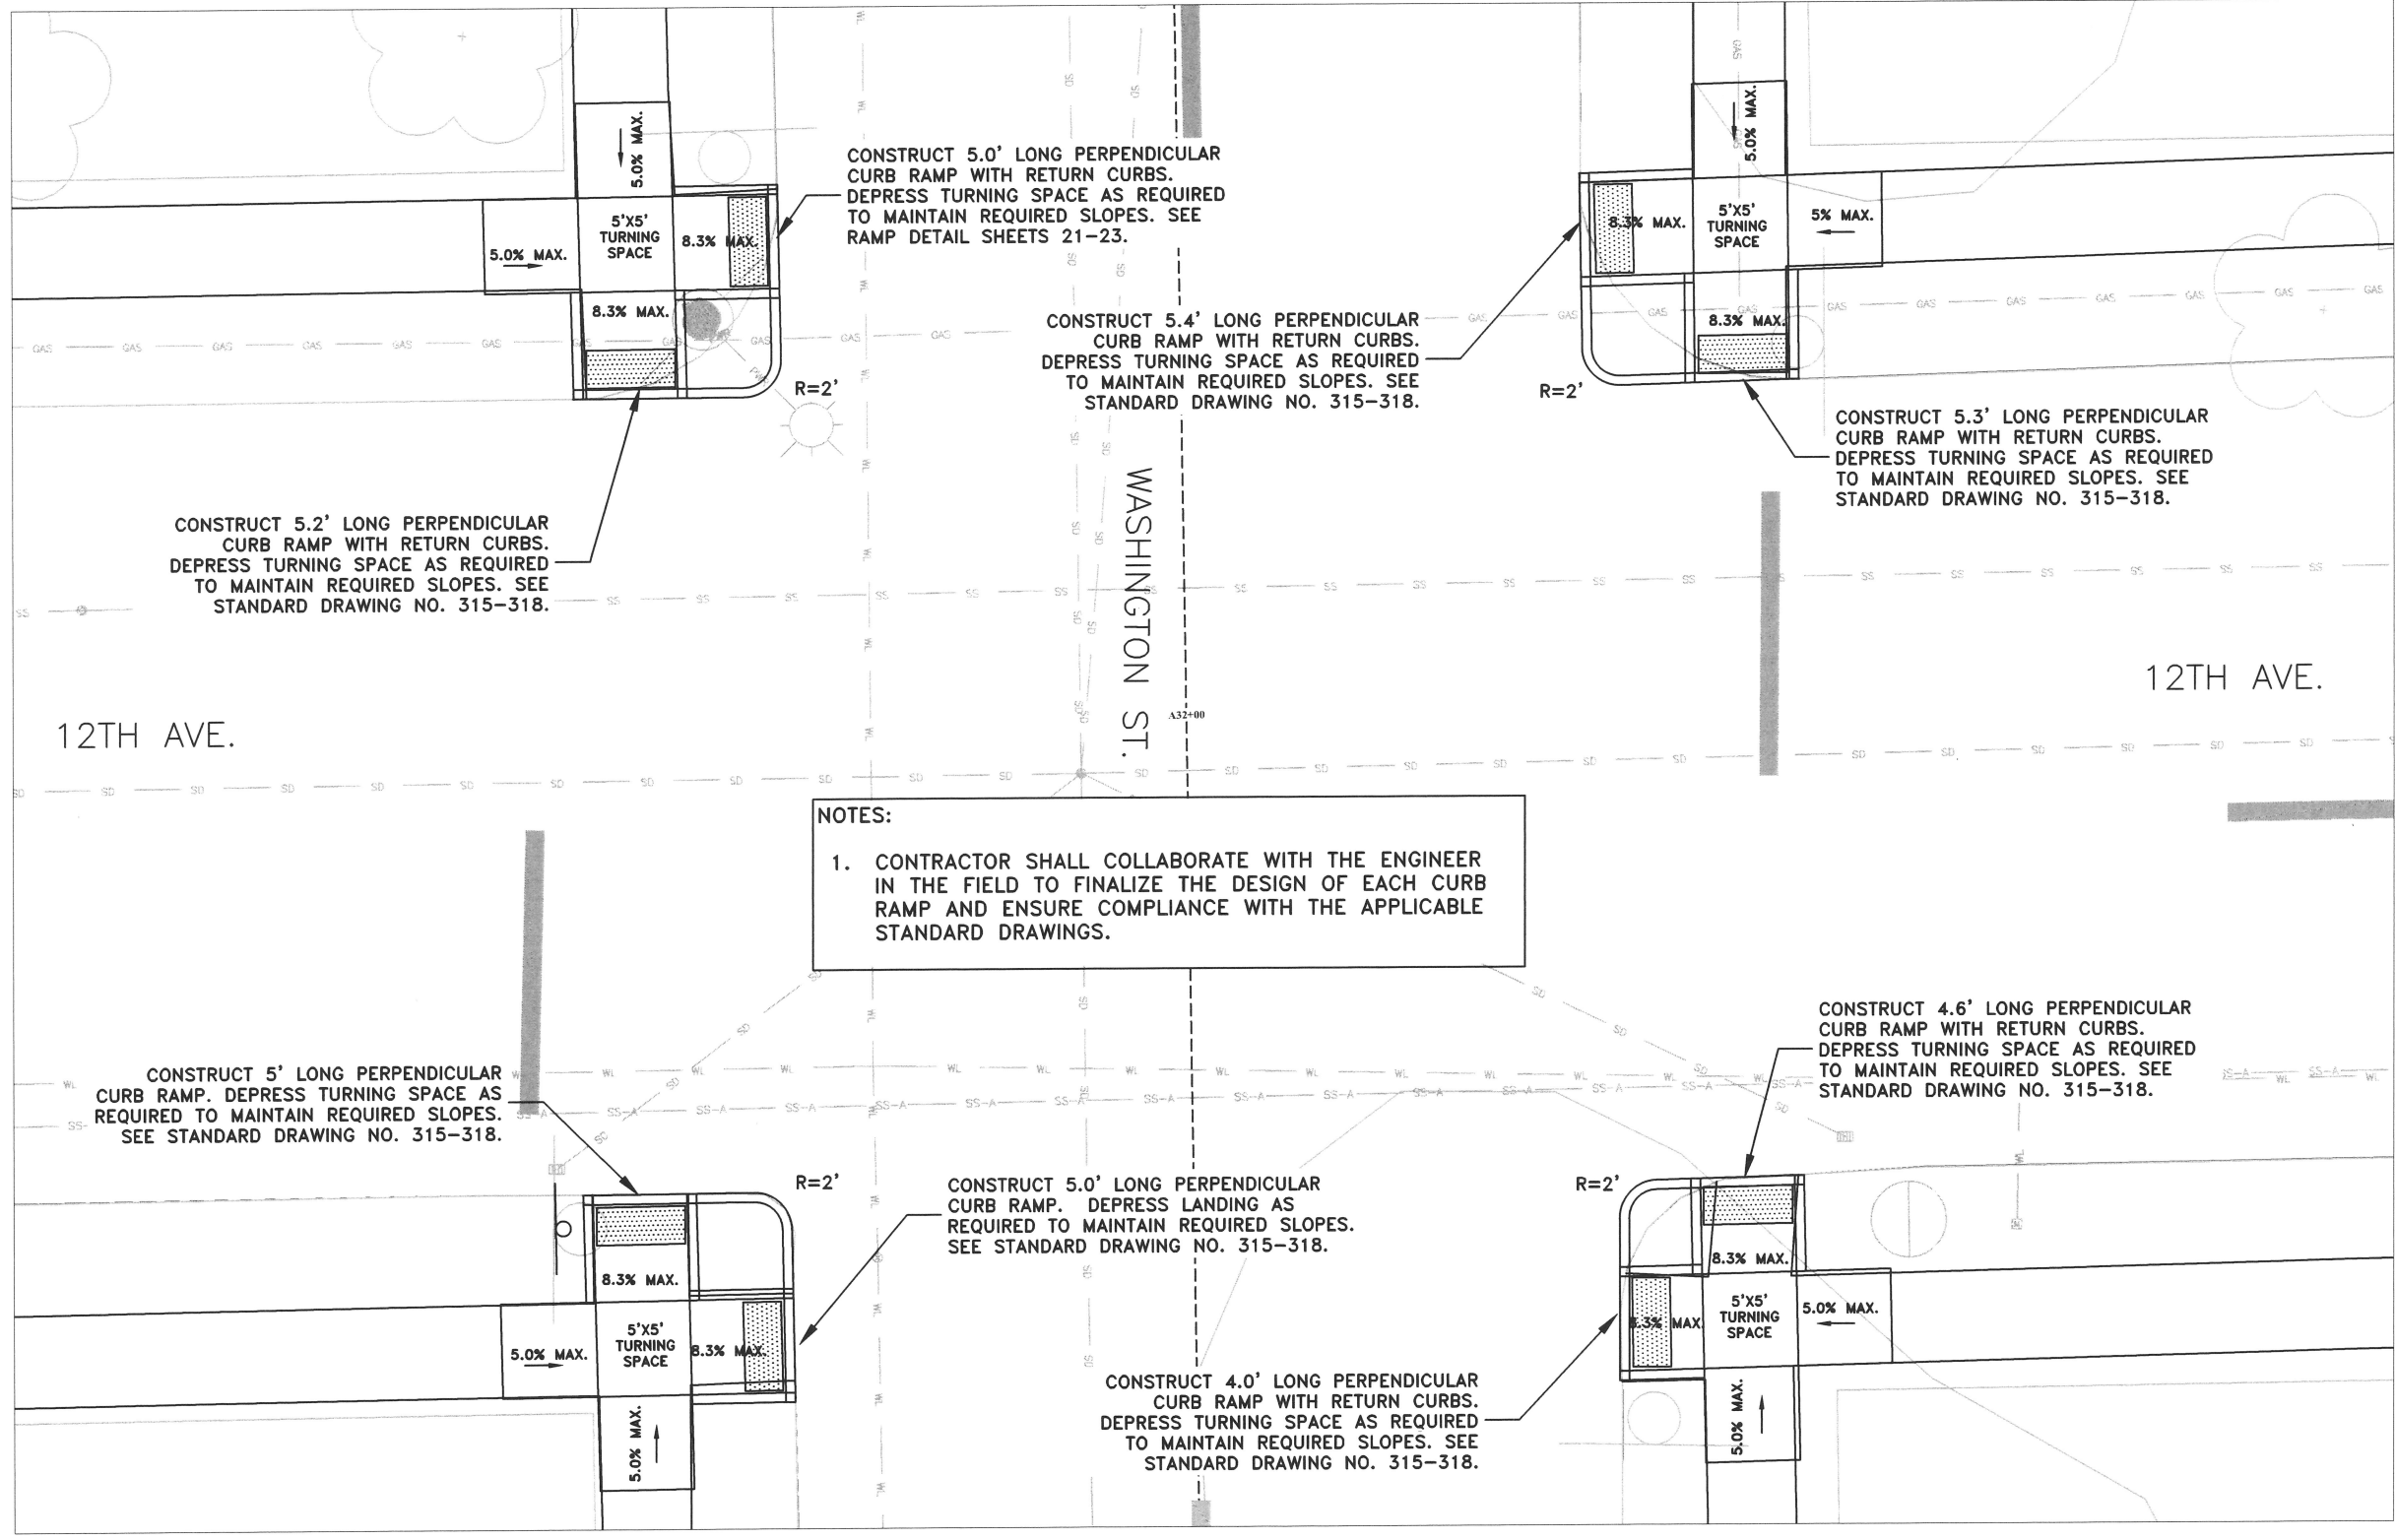 CONSTRUCT 5.0' LONG PERPENDICULAR
CURB RAMP WITH RETURN CURBS.
DEPRESS TURNING SPACE AS REQUIRED
TO MAINTAIN REQUIRED SLOPES. SEE
RAMP DETAIL SHEETS 21-23.
5.0% MAX.
5'X5'
TURNING
SPACE
8.3% MAX.
5.0% MAX.
8.3% MAX.
R=2'
CONSTRUCT 5.2' LONG PERPENDICULAR
CURB RAMP WITH RETURN CURBS.
DEPRESS TURNING SPACE AS REQUIRED
TO MAINTAIN REQUIRED SLOPES. SEE
STANDARD DRAWING NO. 315-318.
5.0% MAX.
8.3% MAX.
5'X5'
TURNING
SPACE
5% MAX.
8.3% MAX.
R=2'
CONSTRUCT 5.4' LONG PERPENDICULAR
CURB RAMP WITH RETURN CURBS.
DEPRESS TURNING SPACE AS REQUIRED
TO MAINTAIN REQUIRED SLOPES. SEE
STANDARD DRAWING NO. 315-318.
CONSTRUCT 5.3' LONG PERPENDICULAR
CURB RAMP WITH RETURN CURBS.
DEPRESS TURNING SPACE AS REQUIRED
TO MAINTAIN REQUIRED SLOPES. SEE
STANDARD DRAWING NO. 315-318.
WASHINGTON ST.
A32+00
12TH AVE.
12TH AVE.
NOTES:
1. CONTRACTOR SHALL COLLABORATE WITH THE ENGINEER
IN THE FIELD TO FINALIZE THE DESIGN OF EACH CURB
RAMP AND ENSURE COMPLIANCE WITH THE APPLICABLE
STANDARD DRAWINGS.
CONSTRUCT 5' LONG PERPENDICULAR
CURB RAMP. DEPRESS TURNING SPACE AS
REQUIRED TO MAINTAIN REQUIRED SLOPES.
SEE STANDARD DRAWING NO. 315-318.
R=2'
8.3% MAX.
5.0% MAX.
5'X5'
TURNING
SPACE
8.3% MAX.
5.0% MAX.
CONSTRUCT 5.0' LONG PERPENDICULAR
CURB RAMP. DEPRESS LANDING AS
REQUIRED TO MAINTAIN REQUIRED SLOPES.
SEE STANDARD DRAWING NO. 315-318.
CONSTRUCT 4.6' LONG PERPENDICULAR
CURB RAMP WITH RETURN CURBS.
DEPRESS TURNING SPACE AS REQUIRED
TO MAINTAIN REQUIRED SLOPES. SEE
STANDARD DRAWING NO. 315-318.
R=2'
8.3% MAX.
8.3% MAX.
5'X5'
TURNING
SPACE
5.0% MAX.
5.0% MAX.
CONSTRUCT 4.0' LONG PERPENDICULAR
CURB RAMP WITH RETURN CURBS.
DEPRESS TURNING SPACE AS REQUIRED
TO MAINTAIN REQUIRED SLOPES. SEE
STANDARD DRAWING NO. 315-318.
GAS
SS
SD
WL
SS-A